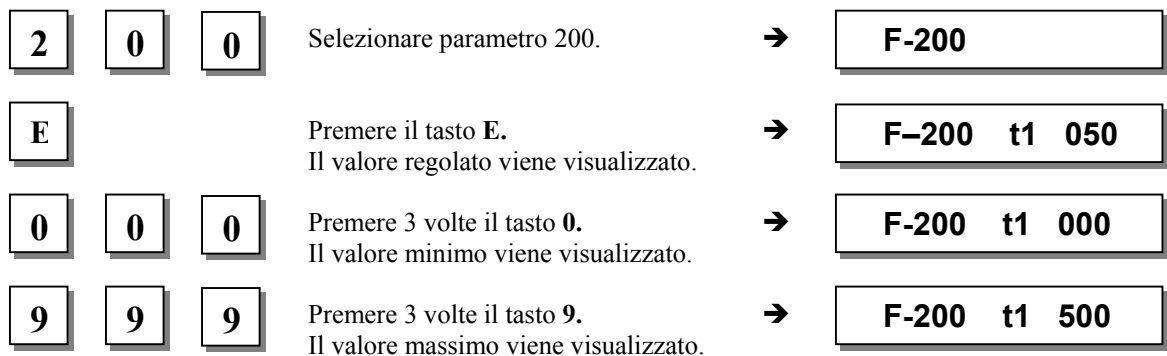 2 0 0 Selezionare parametro 200. ➔ F-200
E Premere il tasto E. ➔ F–200 t1 050
Il valore regolato viene visualizzato.
0 0 0 Premere 3 volte il tasto 0. ➔ F-200 t1 000
Il valore minimo viene visualizzato.
9 9 9 Premere 3 volte il tasto 9. ➔ F-200 t1 500
Il valore massimo viene visualizzato.